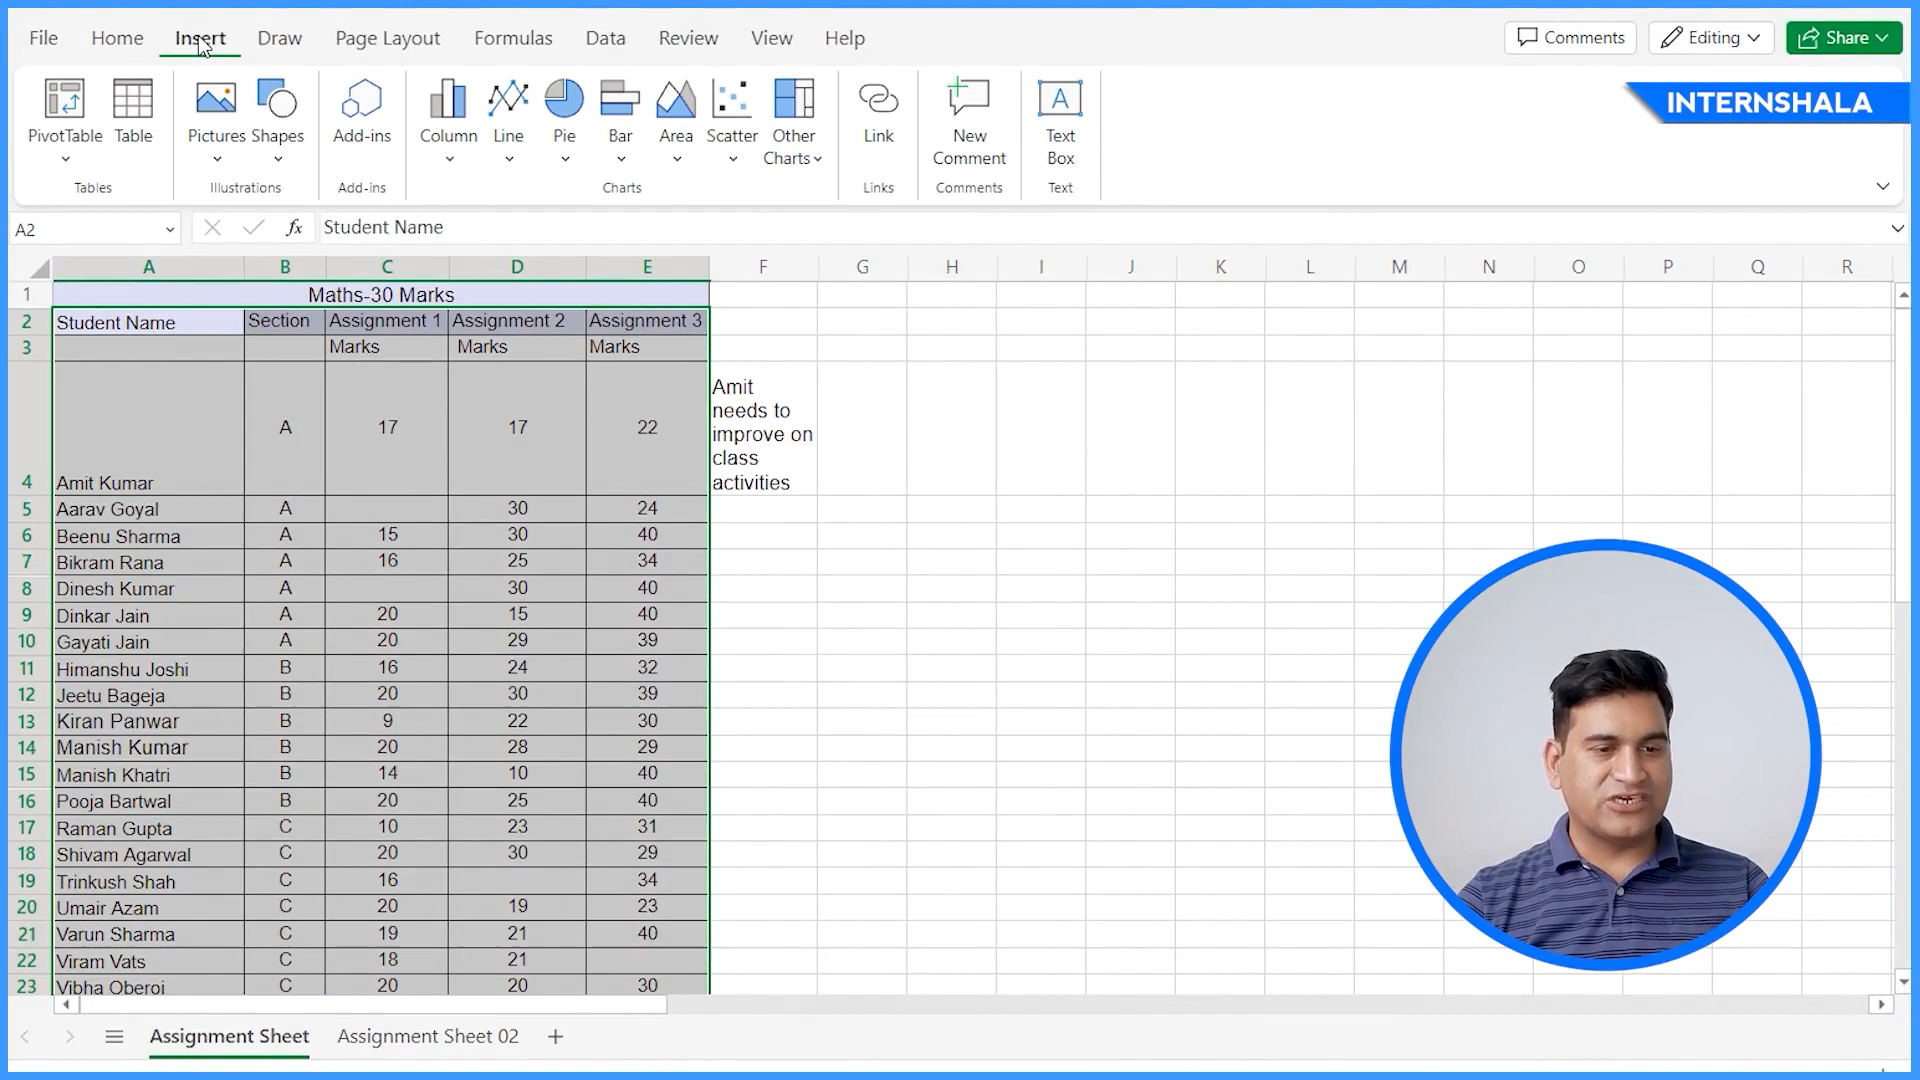 File Home Insert Draw Page Layout Formulas Data Review View Help Comments Editing Share
INTERNSHALA
PivotTable Table Pictures Shapes Add-ins Column Line Pie Bar Area Scatter Other Charts Link New Comment Text Box
Tables Illustrations Add-ins Charts Links Comments Text
A2 fx Student Name
A B C D E F G H I J K L M N O P Q R
1 Maths-30 Marks
2 Student Name Section Assignment 1 Assignment 2 Assignment 3
3 Marks Marks Marks
4 Amit Kumar A 17 17 22 Amit needs to improve on class activities
5 Aarav Goyal A 30 24
6 Beenu Sharma A 15 30 40
7 Bikram Rana A 16 25 34
8 Dinesh Kumar A 30 40
9 Dinkar Jain A 20 15 40
10 Gayati Jain A 20 29 39
11 Himanshu Joshi B 16 24 32
12 Jeetu Bageja B 20 30 39
13 Kiran Panwar B 9 22 30
14 Manish Kumar B 20 28 29
15 Manish Khatri B 14 10 40
16 Pooja Bartwal B 20 25 40
17 Raman Gupta C 10 23 31
18 Shivam Agarwal C 20 30 29
19 Trinkush Shah C 16 34
20 Umair Azam C 20 19 23
21 Varun Sharma C 19 21 40
22 Viram Vats C 18 21
23 Vibha Oberoi C 20 20 30
Assignment Sheet Assignment Sheet 02